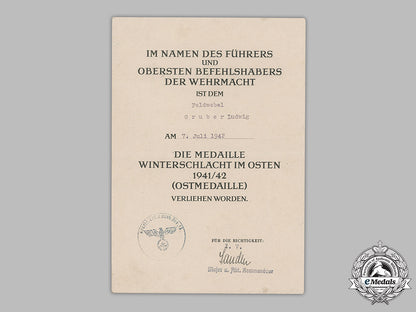 IM NAMEN DES FÜHRERS
UND
OBERSTEN BEFEHLSHABERS
DER WEHRMACHT
IST DEM
Feldwebel
Gruber Ludwig
AM 7. Juli 1942
DIE MEDAILLE
WINTERSCHLACHT IM OSTEN
1941/42
(OSTMEDAILLE)
VERLIEHEN WORDEN.
FÜR DIE RICHTIGKEIT:
Major u. Abt. Kommandeur
eMedals